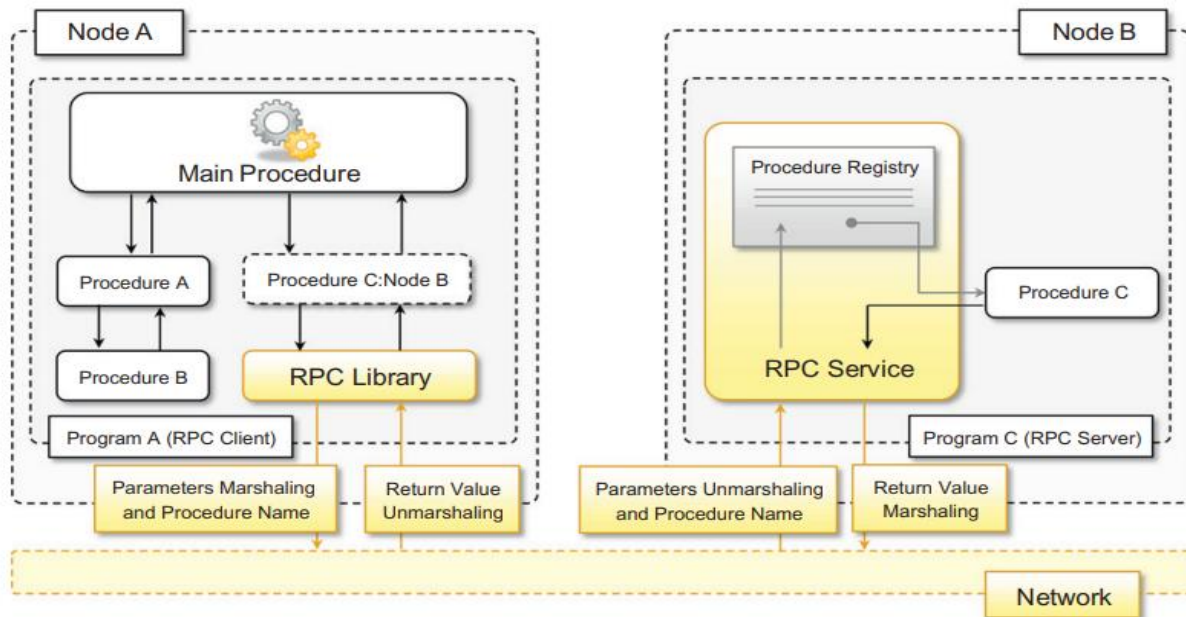 Node A
Node B
Main Procedure
Procedure A
Procedure C:Node B
Procedure B
RPC Library
Program A (RPC Client)
Parameters Marshaling
and Procedure Name
Return Value
Unmarshaling
Procedure Registry
Procedure C
RPC Service
Program C (RPC Server)
Parameters Unmarshaling
and Procedure Name
Return Value
Marshaling
Network